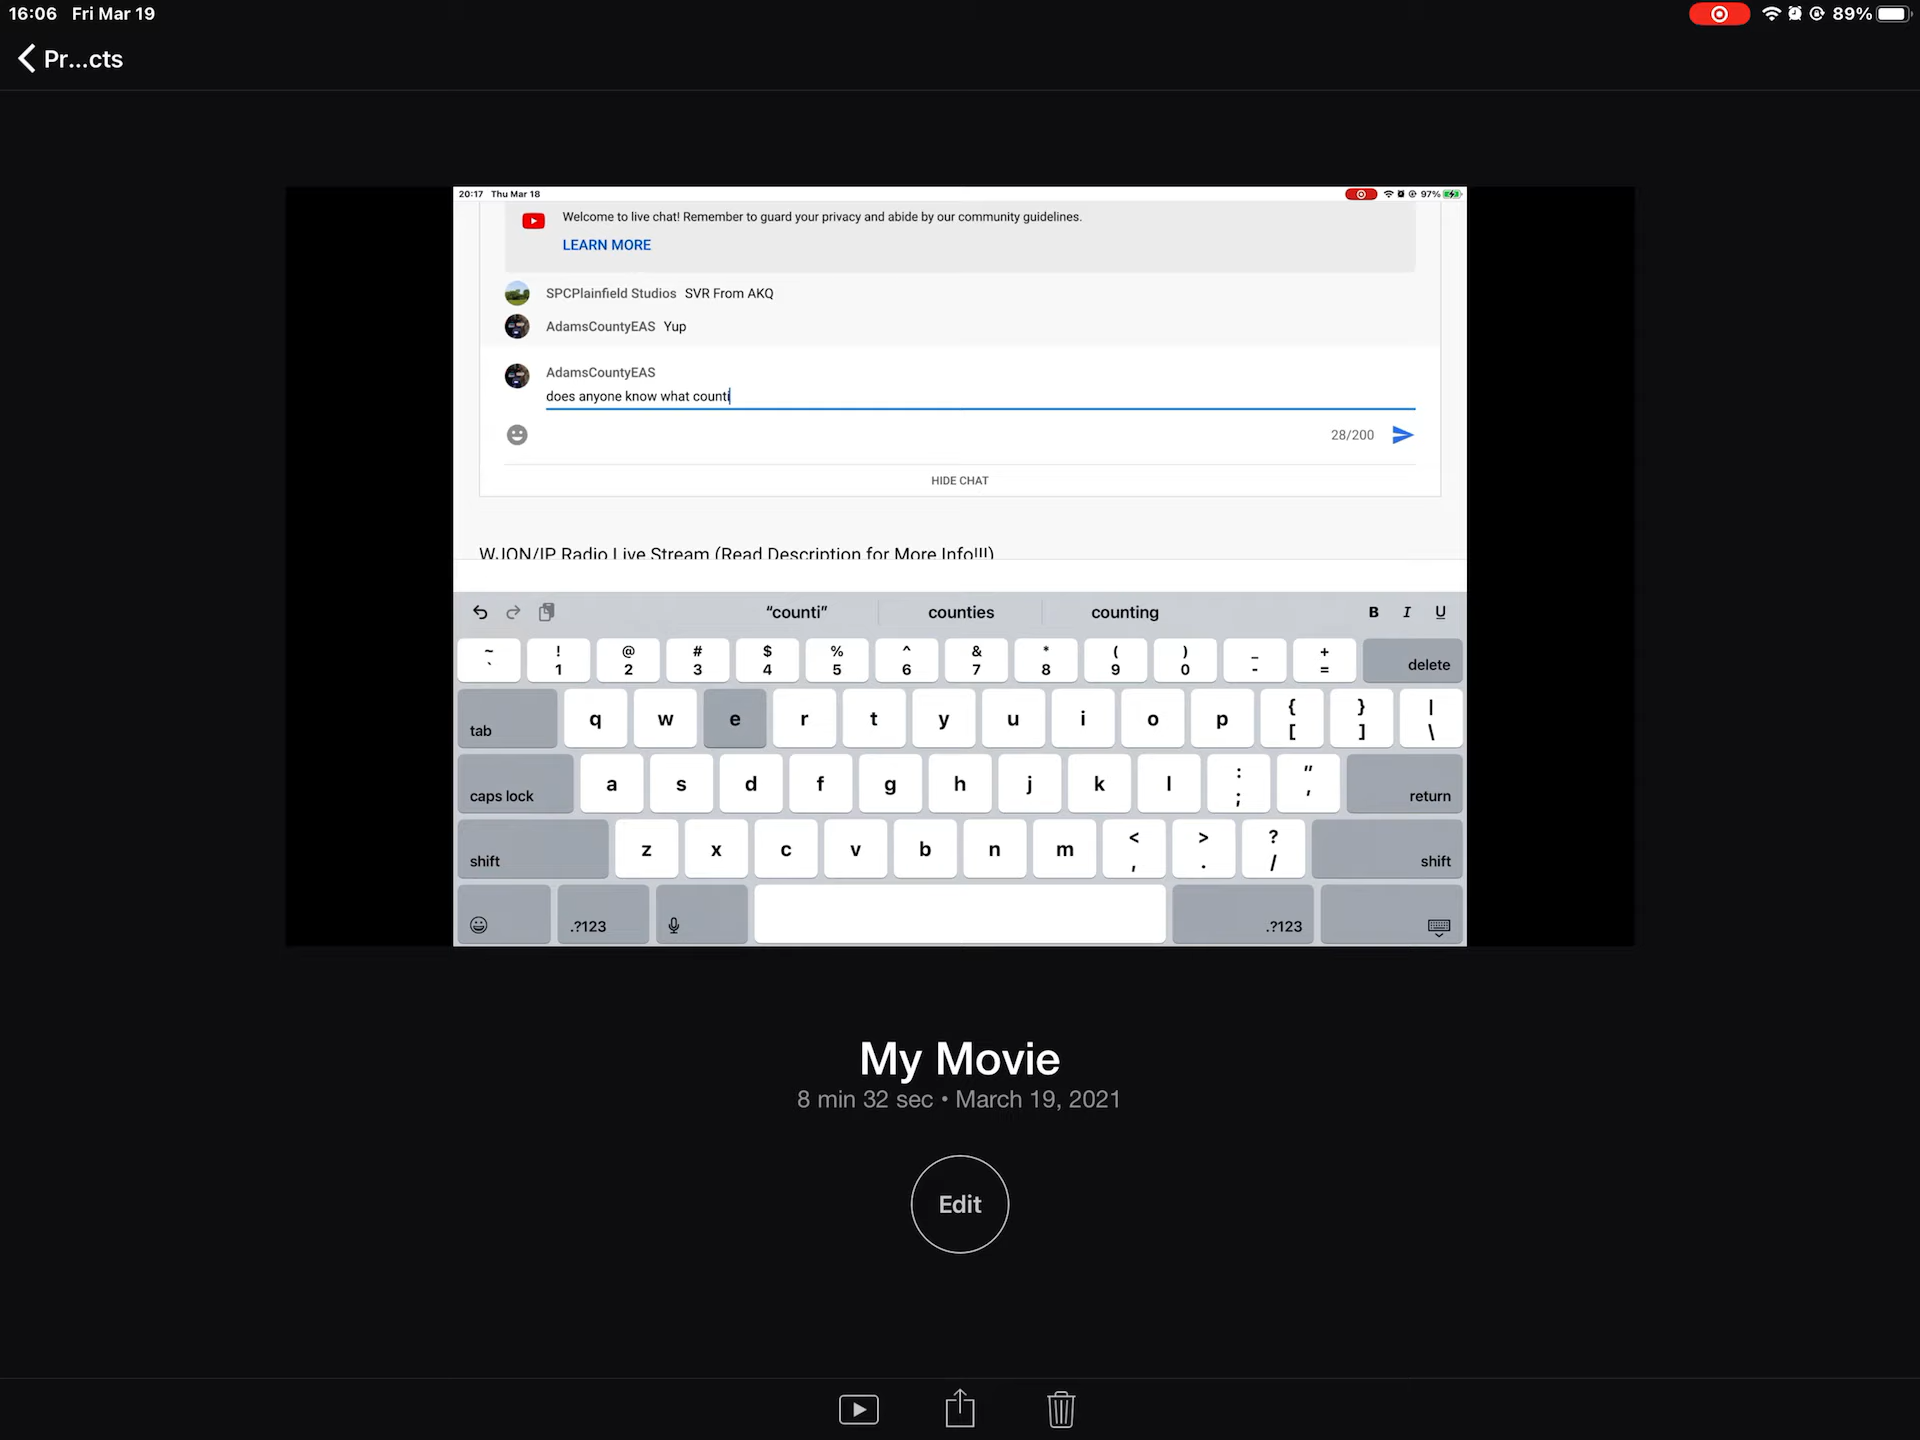 16:06 Fri Mar 19
89%
Pr...cts
20:17 Thu Mar 18
97%
Welcome to live chat! Remember to guard your privacy and abide by our community guidelines.
LEARN MORE
SPCPlainfield Studios SVR From AKQ
AdamsCountyEAS Yup
AdamsCountyEAS
does anyone know what counti
28/200
HIDE CHAT
WJON/IP Radio Live Stream (Read Description for More Info!!!)
“counti” counties counting B I U
~ ! @ # $ % ^ & * ( ) _ +
` 1 2 3 4 5 6 7 8 9 0 - = delete
tab q w e r t y u i o p { [ } ] | \
caps lock a s d f g h j k l : ; " ' return
shift z x c v b n m < , > . ? / shift
.?123 .?123
My Movie
8 min 32 sec • March 19, 2021
Edit